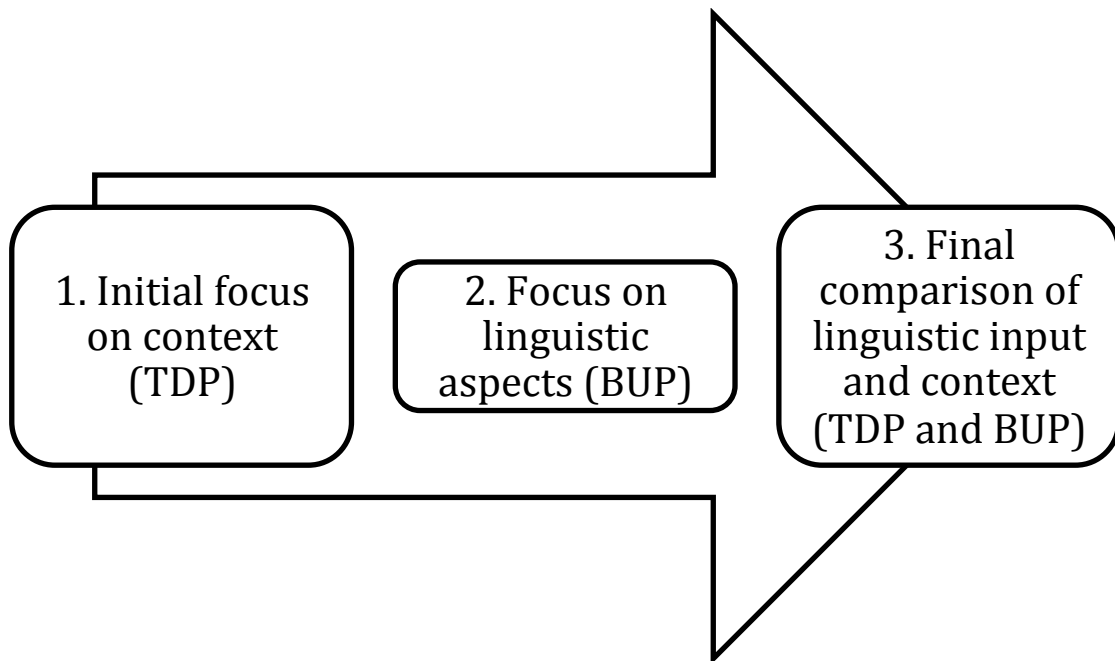 1. Initial focus
on context
(TDP)
2. Focus on
linguistic
aspects (BUP)
3. Final
comparison of
linguistic input
and context
(TDP and BUP)